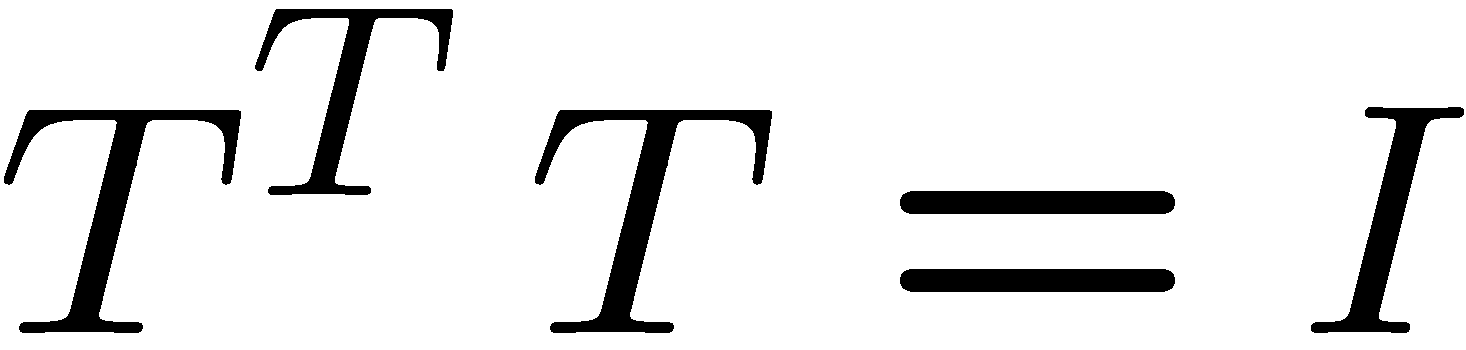 T^T T = I